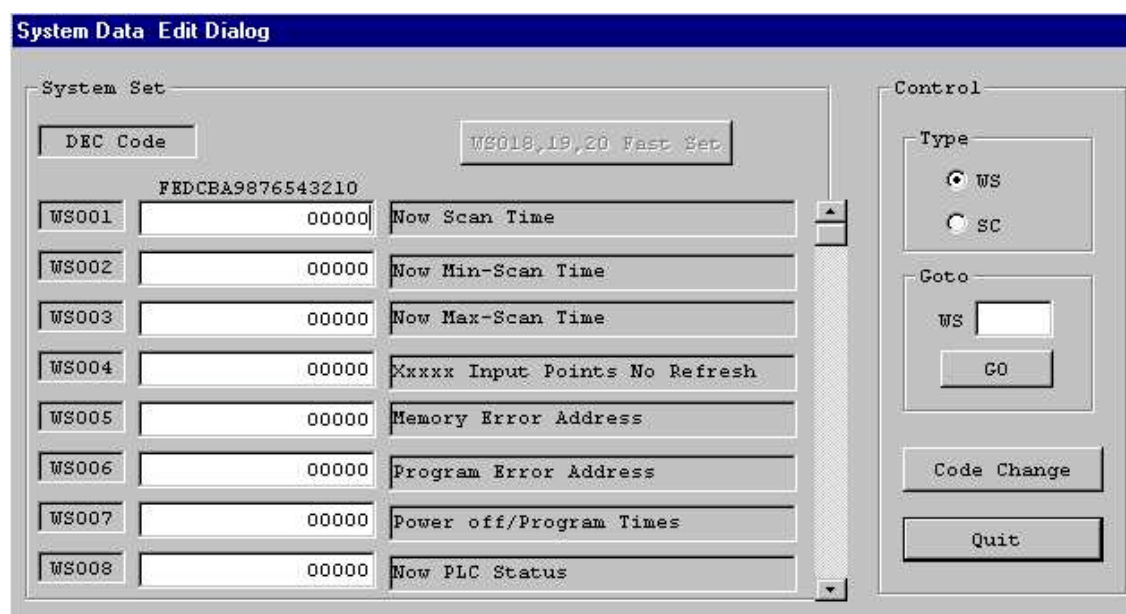 System Data Edit Dialog
System Set
DEC Code
WS018,19,20 Fast Set
FEDCBA9876543210
WS001 00000 Now Scan Time
WS002 00000 Now Min-Scan Time
WS003 00000 Now Max-Scan Time
WS004 00000 Xxxxx Input Points No Refresh
WS005 00000 Memory Error Address
WS006 00000 Program Error Address
WS007 00000 Power off/Program Times
WS008 00000 Now PLC Status
Control
Type
WS
SC
Goto
WS
GO
Code Change
Quit